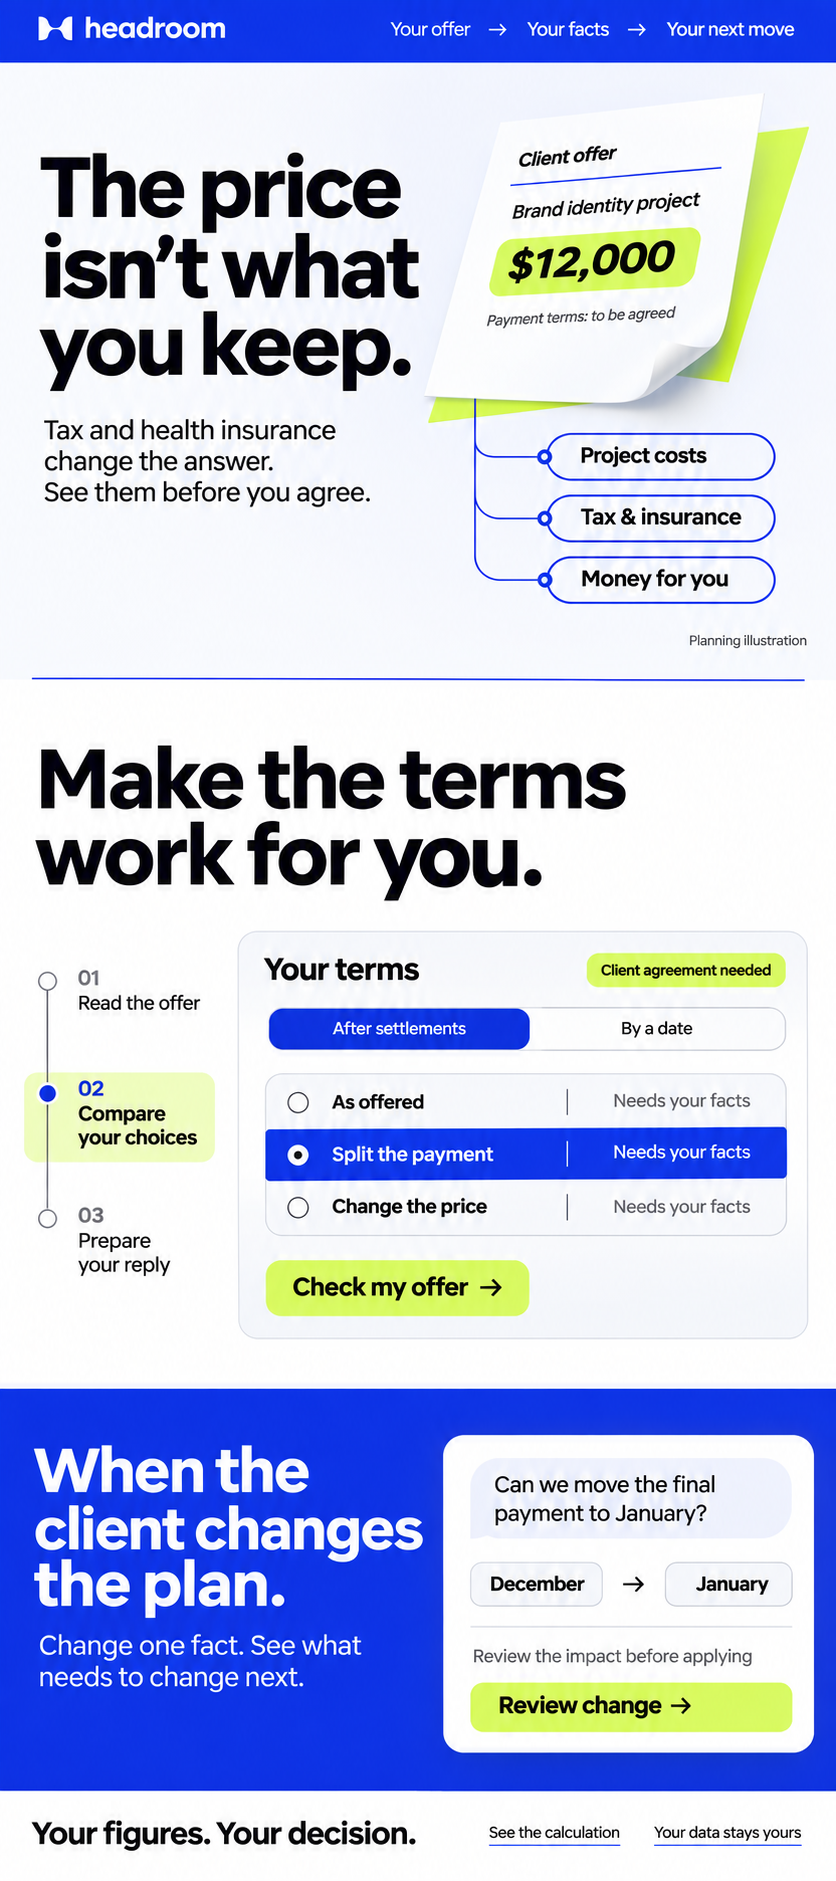 headroom
Your offer → Your facts → Your next move
The price
isn't what
you keep.
Tax and health insurance
change the answer.
See them before you agree.
Client offer
Brand identity project
$12,000
Payment terms: to be agreed
Project costs
Tax & insurance
Money for you
Planning illustration
Make the terms
work for you.
01
Read the offer
02
Compare
your choices
03
Prepare
your reply
Your terms
Client agreement needed
After settlements
By a date
As offered | Needs your facts
Split the payment | Needs your facts
Change the price | Needs your facts
Check my offer →
When the
client changes
the plan.
Change one fact. See what
needs to change next.
Can we move the final
payment to January?
December → January
Review the impact before applying
Review change →
Your figures. Your decision.
See the calculation
Your data stays yours